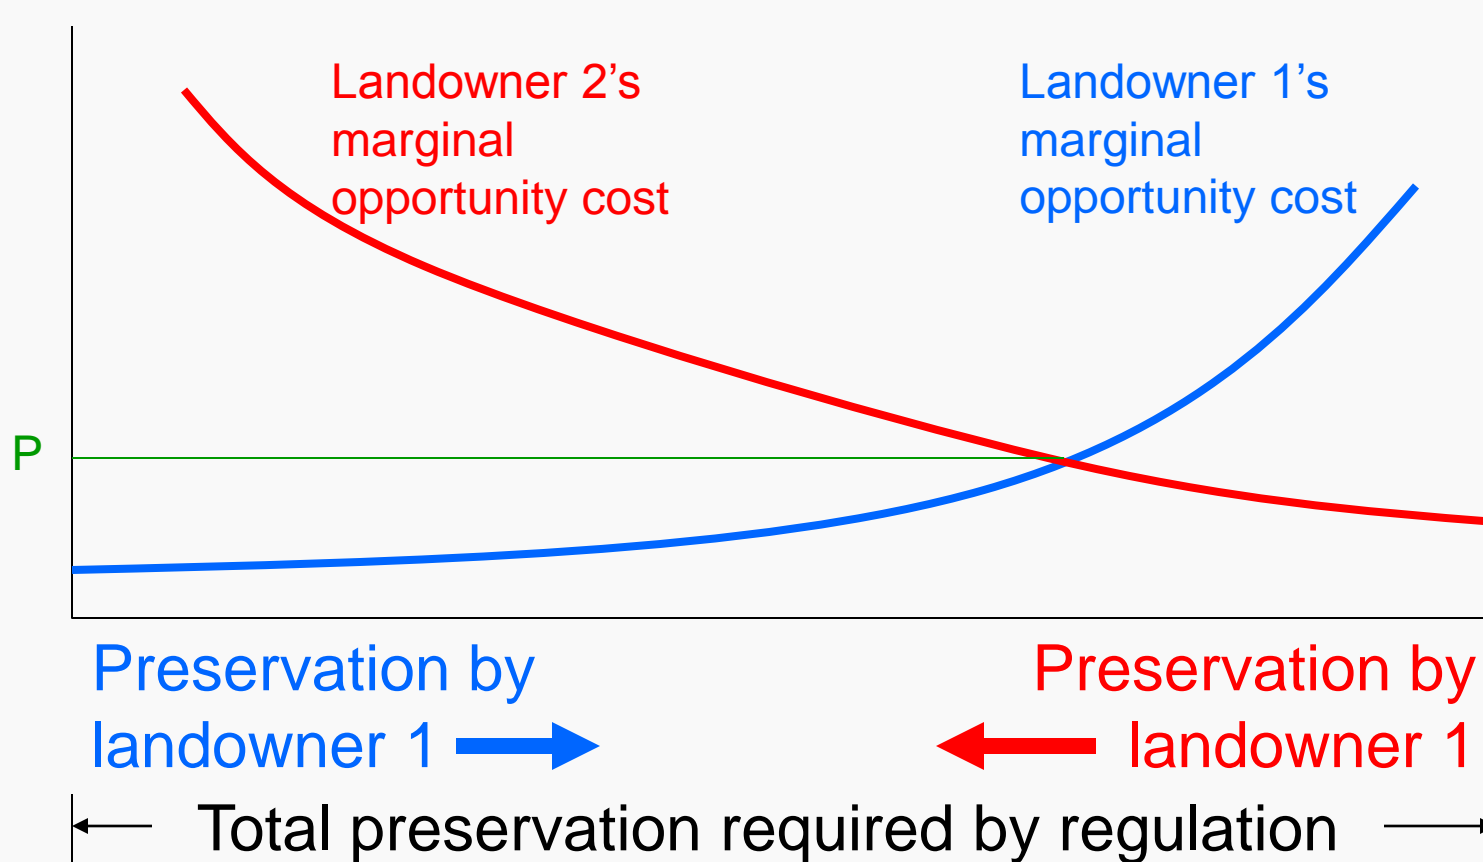 Landowner 2’s
marginal
opportunity cost
Landowner 1’s
marginal
opportunity cost
P
Preservation by
landowner 1
Preservation by
landowner 1
Total preservation required by regulation